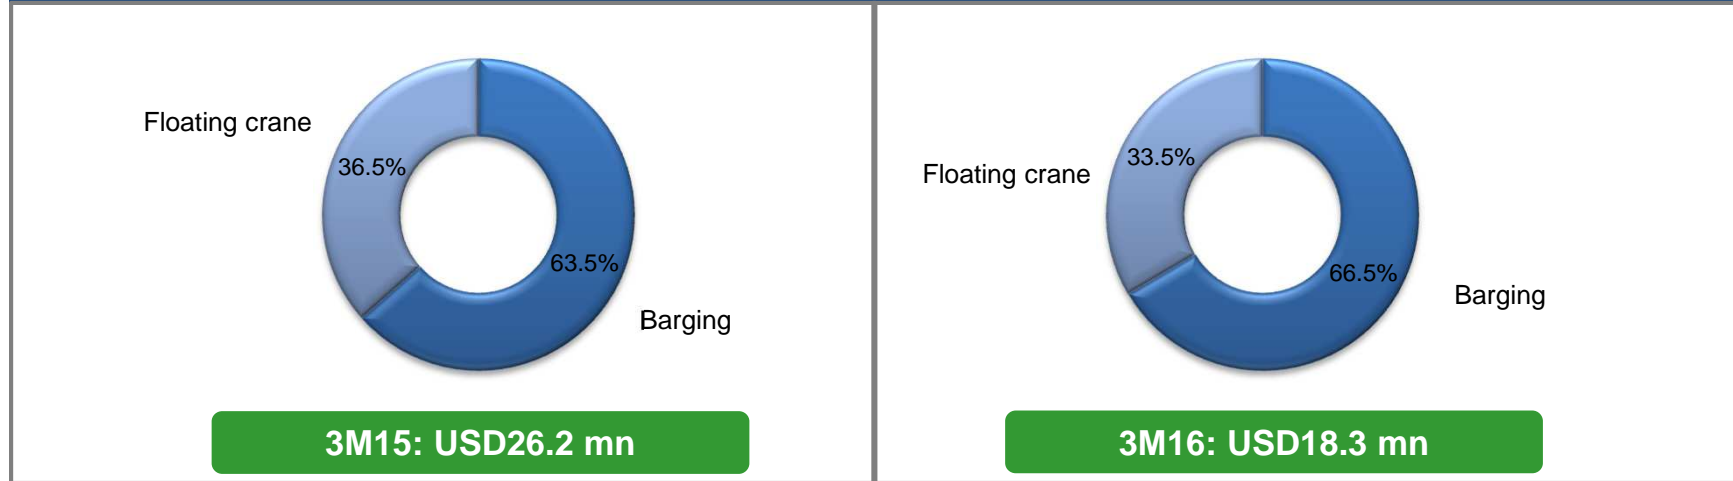 Floating crane
36.5%
63.5%
Barging
3M15: USD26.2 mn
33.5%
Floating crane
66.5%
Barging
3M16: USD18.3 mn